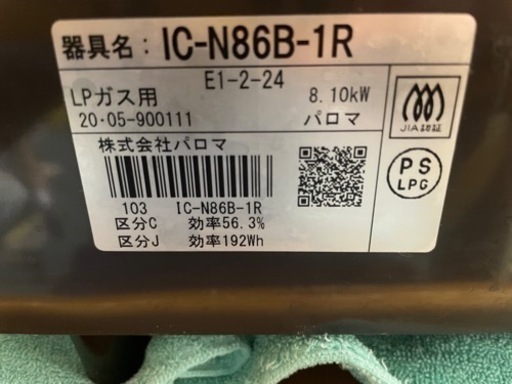 器具名：IC-N86B-1R
E1-2-24
LPガス用 8.10kW
20・05-900111 パロマ
JIA認証
株式会社パロマ
PS
LPG
103 IC-N86B-1R
区分C 効率56.3%
区分J 効率192Wh